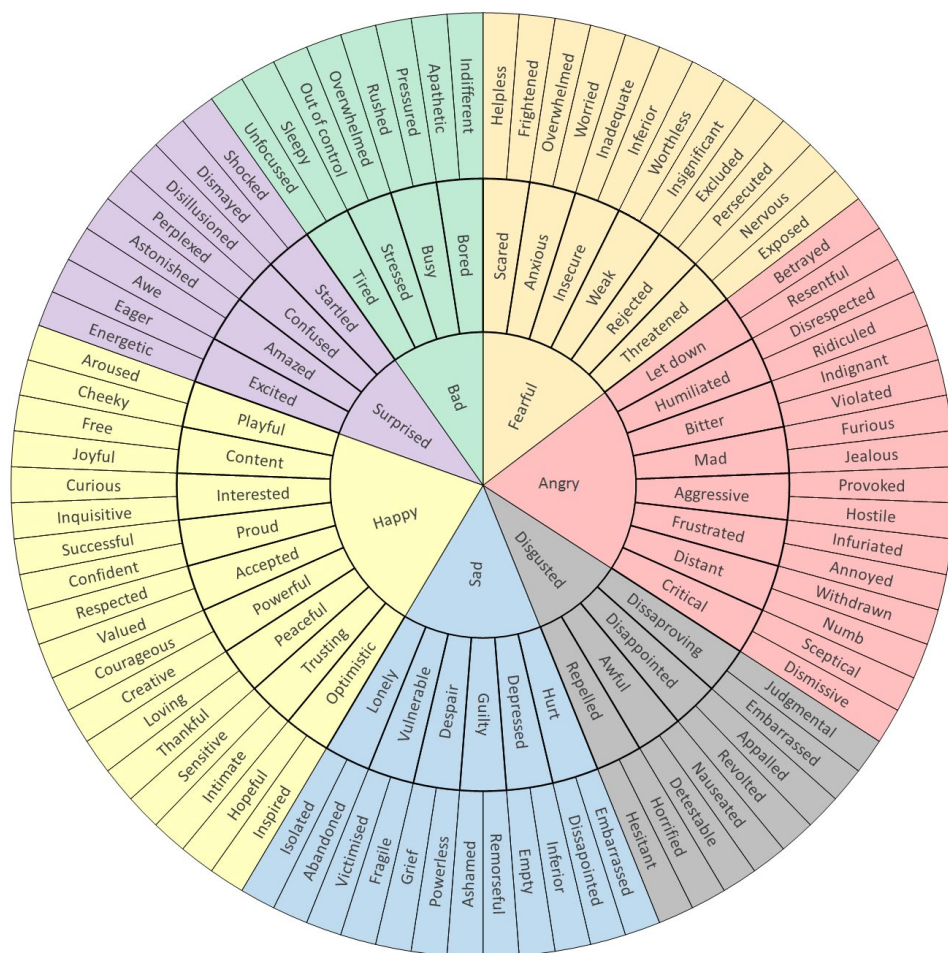 Fearful
Angry
Disgusted
Sad
Happy
Surprised
Bad
Scared
Anxious
Insecure
Weak
Rejected
Threatened
Let down
Humiliated
Bitter
Mad
Aggressive
Frustrated
Distant
Critical
Dissaproving
Disappointed
Awful
Repelled
Hurt
Depressed
Guilty
Despair
Vulnerable
Lonely
Optimistic
Trusting
Peaceful
Powerful
Accepted
Proud
Interested
Content
Playful
Excited
Amazed
Confused
Startled
Tired
Stressed
Busy
Bored
Helpless
Frightened
Overwhelmed
Worried
Inadequate
Inferior
Worthless
Insignificant
Excluded
Persecuted
Nervous
Exposed
Betrayed
Resentful
Disrespected
Ridiculed
Indignant
Violated
Furious
Jealous
Provoked
Hostile
Infuriated
Annoyed
Withdrawn
Numb
Sceptical
Dismissive
Judgmental
Embarrassed
Appalled
Revolted
Nauseated
Detestable
Horrified
Hesitant
Embarrassed
Dissapointed
Inferior
Empty
Remorseful
Ashamed
Powerless
Grief
Fragile
Victimised
Abandoned
Isolated
Inspired
Hopeful
Intimate
Sensitive
Thankful
Loving
Creative
Courageous
Valued
Respected
Confident
Successful
Inquisitive
Curious
Joyful
Free
Cheeky
Aroused
Energetic
Eager
Awe
Astonished
Perplexed
Disillusioned
Dismayed
Shocked
Unfocussed
Sleepy
Out of control
Overwhelmed
Rushed
Pressured
Apathetic
Indifferent